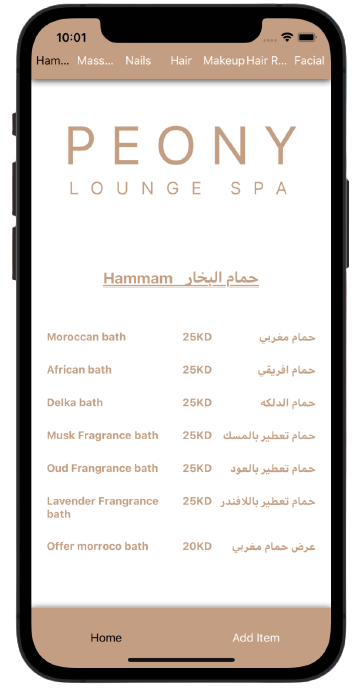 10:01
Ham... Mass... Nails Hair Makeup Hair R... Facial
PEONY
LOUNGE SPA
Hammam حمام البخار
Moroccan bath 25KD حمام مغربي
African bath 25KD حمام افريقي
Delka bath 25KD حمام الدلكه
Musk Fragrance bath 25KD حمام تعطير بالمسك
Oud Frangrance bath 25KD حمام تعطير بالعود
Lavender Frangrance 25KD حمام تعطير باللافندر
bath
Offer morroco bath 20KD عرض حمام مغربي
Home Add Item